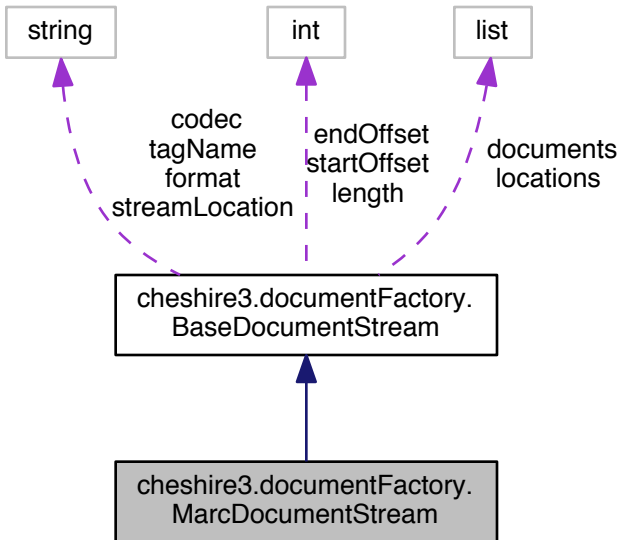 string
int
list
codec
tagName
format
streamLocation
endOffset
startOffset
length
documents
locations
cheshire3.documentFactory.
BaseDocumentStream
cheshire3.documentFactory.
MarcDocumentStream